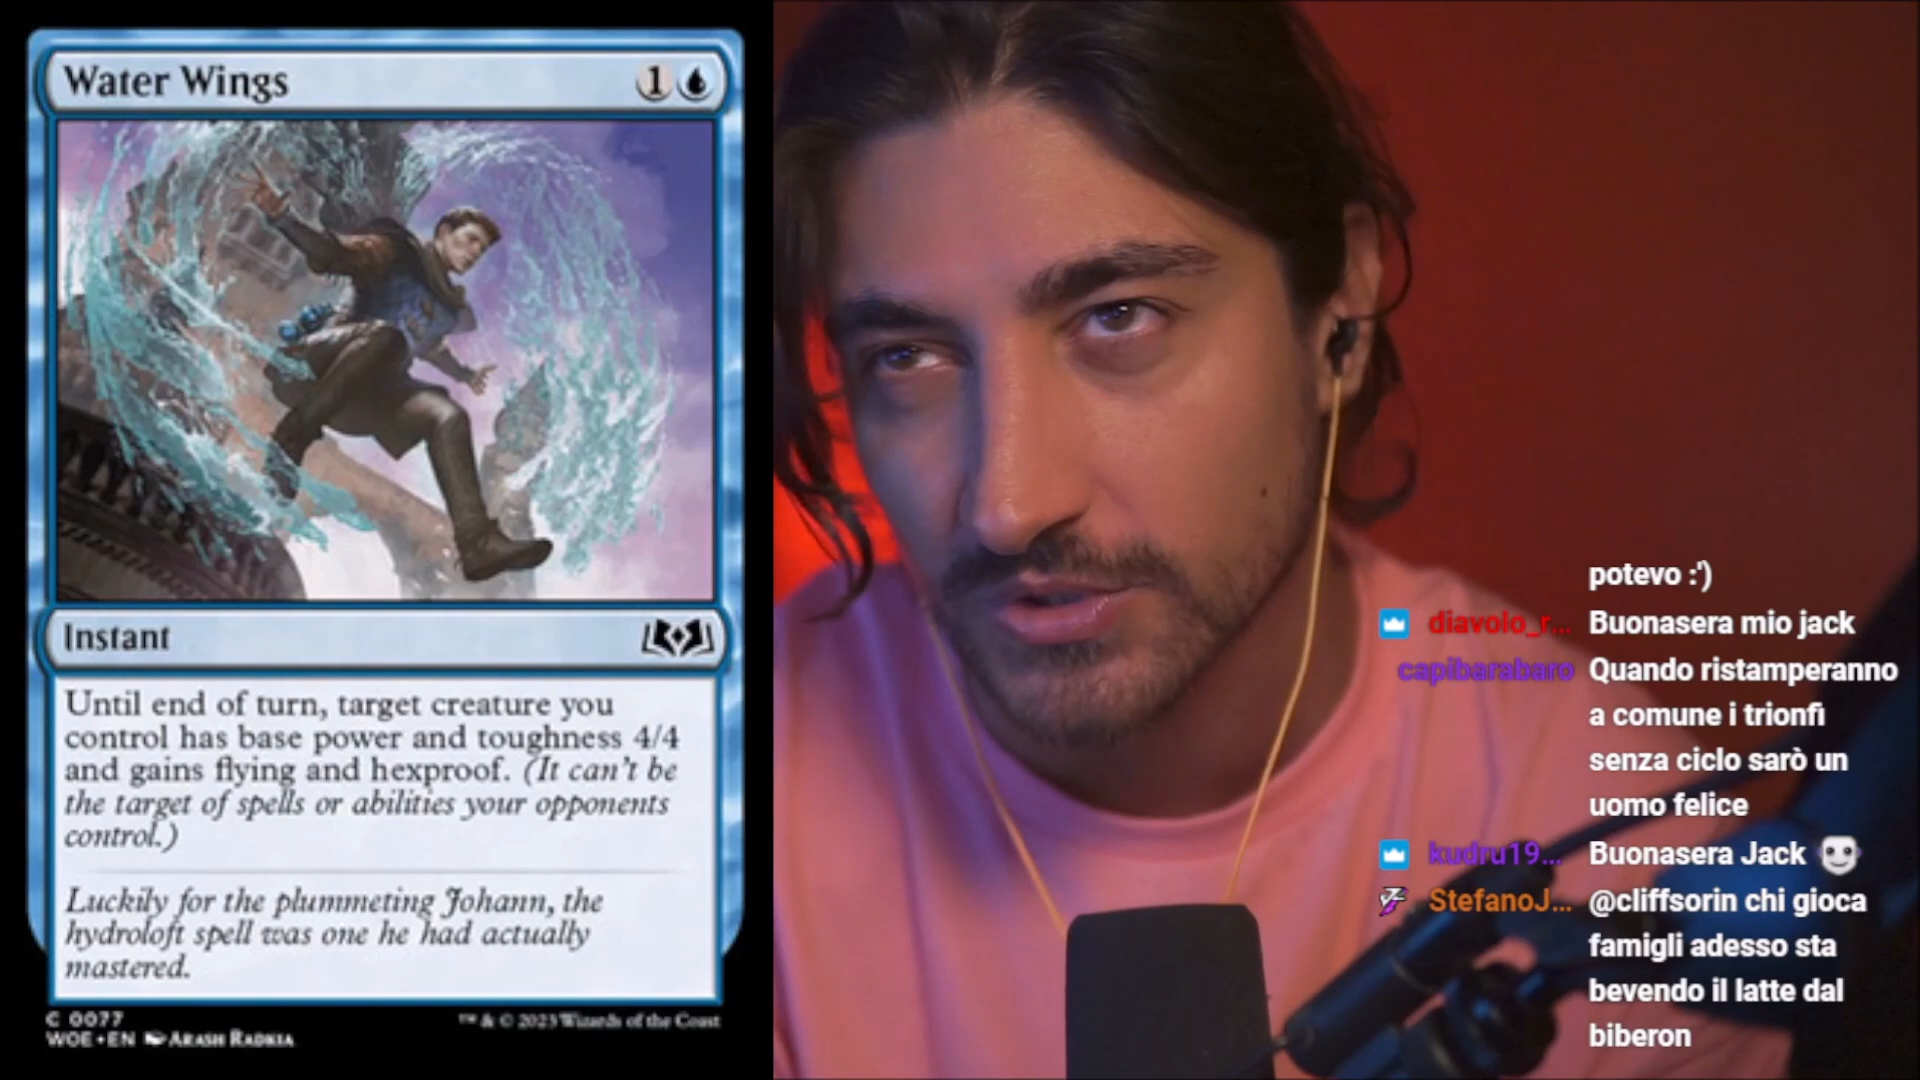 Water Wings
1
Instant
Until end of turn, target creature you
control has base power and toughness 4/4
and gains flying and hexproof. (It can't be
the target of spells or abilities your opponents
control.)
Luckily for the plummeting Johann, the
hydroloft spell was one he had actually
mastered.
C 0077
WOE • EN ARASH RADKIA
™ & © 2023 Wizards of the Coast
potevo :')
diavolo_r... Buonasera mio jack
capibarabaro Quando ristamperanno
a comune i trionfi
senza ciclo sarò un
uomo felice
kudru19... Buonasera Jack
StefanoJ... @cliffsorin chi gioca
famigli adesso sta
bevendo il latte dal
biberon